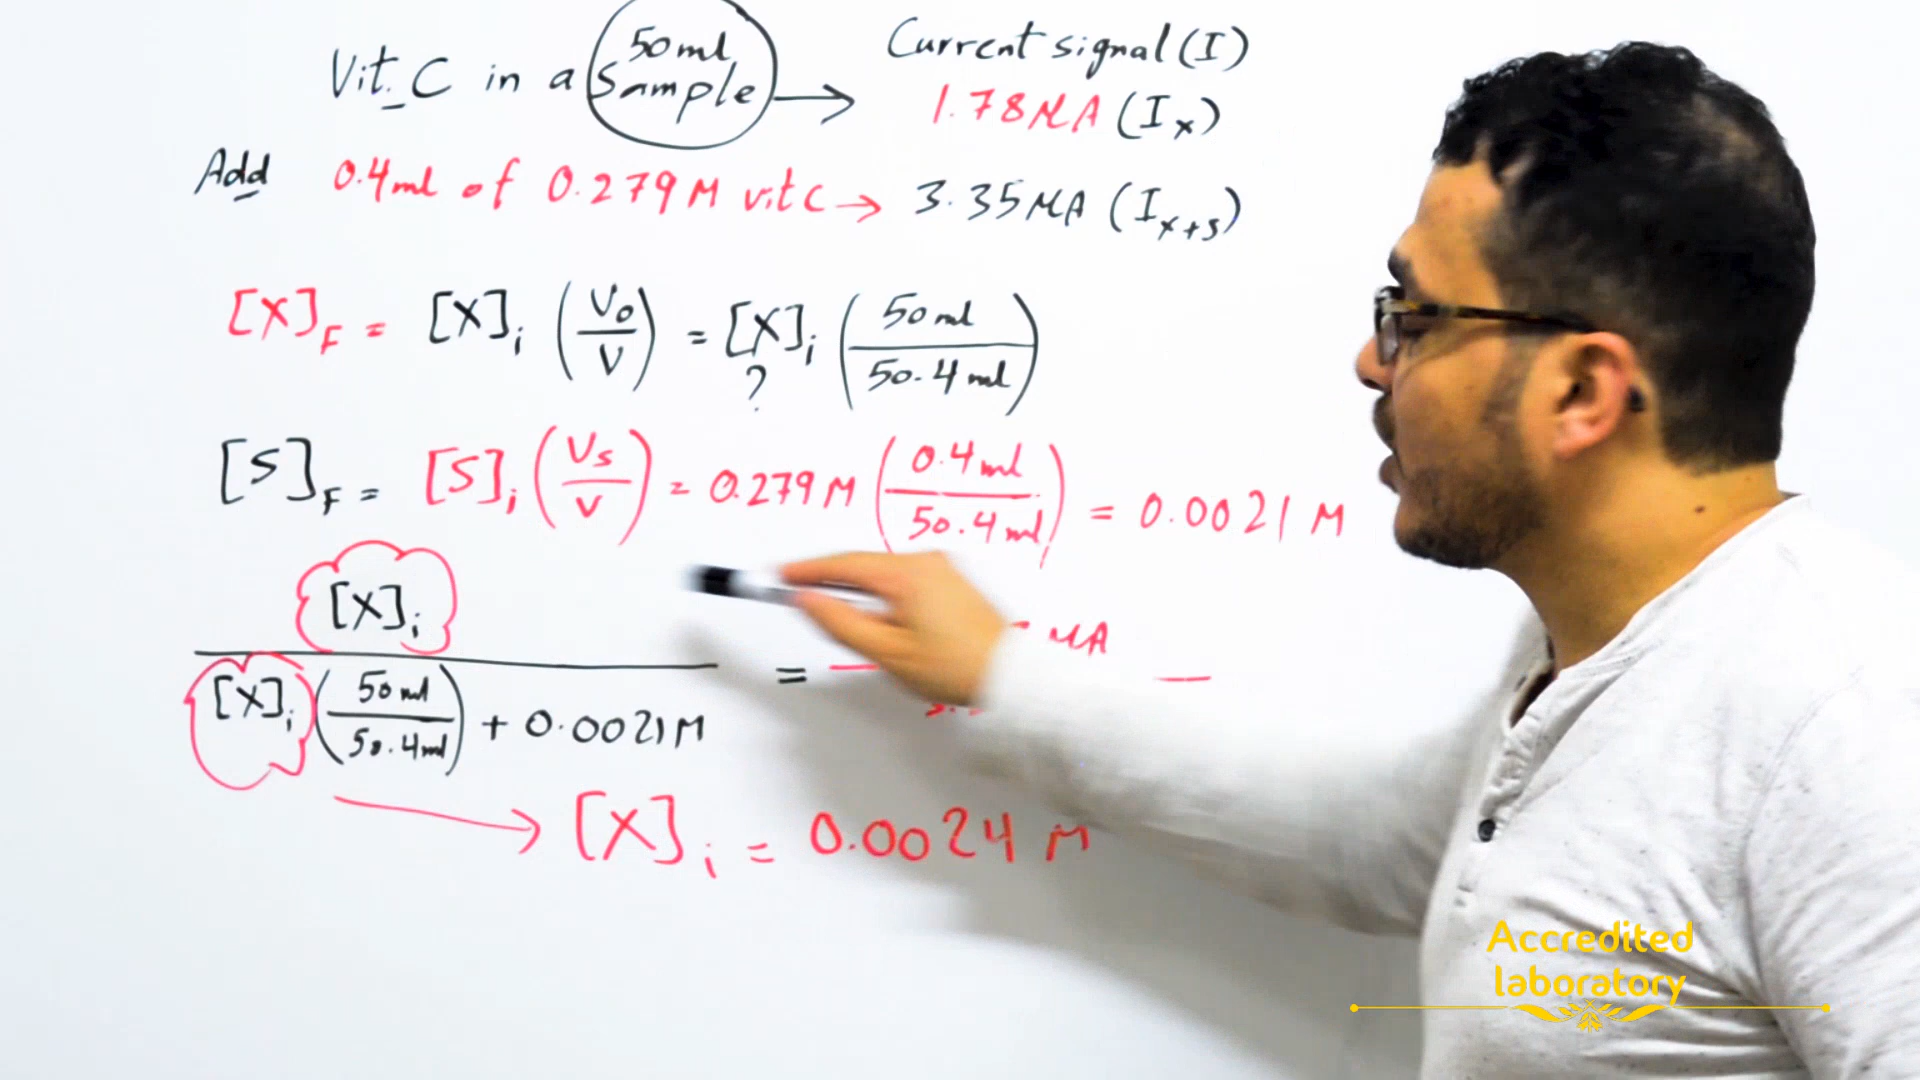 Vit. C in a 50ml Sample → Current signal (I)
1.78 MA (Ix)
Add 0.4ml of 0.279 M vit C → 3.35 MA (Ix+s)
[X]F = [X]i (Vo/V) = [X]i (50 ml/50.4 ml)
?
[S]F = [S]i (Vs/V) = 0.279 M (0.4 ml/50.4 ml) = 0.0021 M
[X]i
= MA
[X]i (50 ml/50.4 ml) + 0.0021 M
→ [X]i = 0.0024 M
Accredited
laboratory